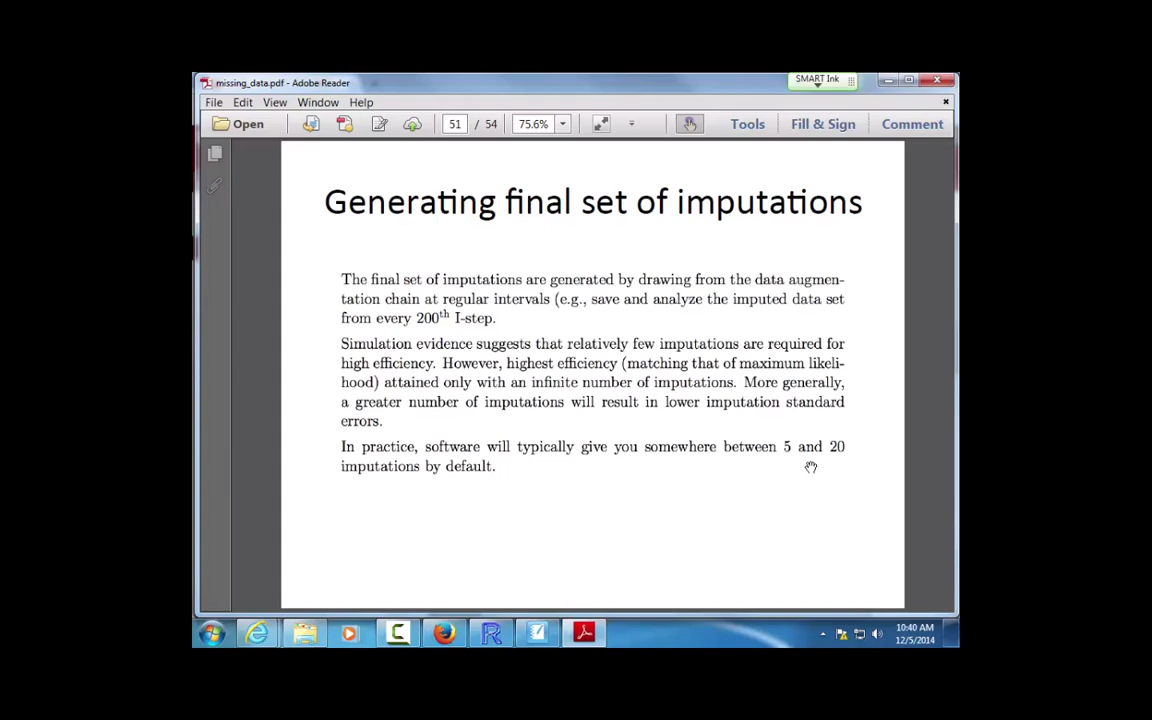 missing_data.pdf - Adobe Reader
SMART Ink
File Edit View Window Help
Open 51 / 54 75.6% Tools Fill & Sign Comment
Generating final set of imputations
The final set of imputations are generated by drawing from the data augmen-
tation chain at regular intervals (e.g., save and analyze the imputed data set
from every 200th I-step.
Simulation evidence suggests that relatively few imputations are required for
high efficiency. However, highest efficiency (matching that of maximum likeli-
hood) attained only with an infinite number of imputations. More generally,
a greater number of imputations will result in lower imputation standard
errors.
In practice, software will typically give you somewhere between 5 and 20
imputations by default.
10:40 AM
12/5/2014